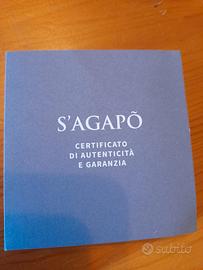 S'AGAPÕ
CERTIFICATO
DI AUTENTICITÀ
E GARANZIA
subito